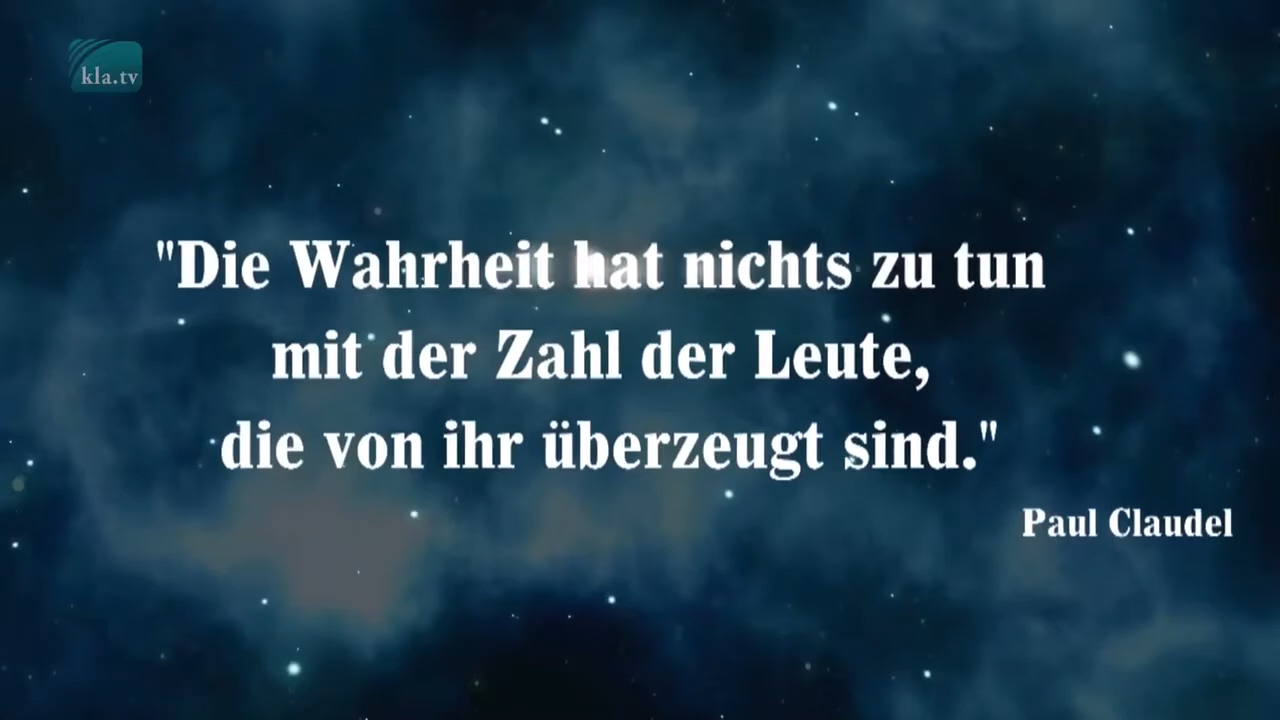 kla.tv
"Die Wahrheit hat nichts zu tun
mit der Zahl der Leute,
die von ihr überzeugt sind."
Paul Claudel